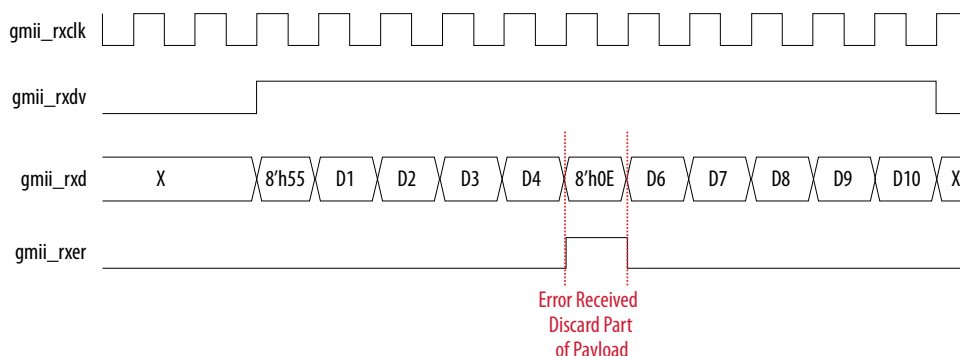 gmii_rxclk
gmii_rxdv
gmii_rxd X 8’h55 D1 D2 D3 D4 8’h0E D6 D7 D8 D9 D10 X
gmii_rxer
Error Received
Discard Part
of Payload